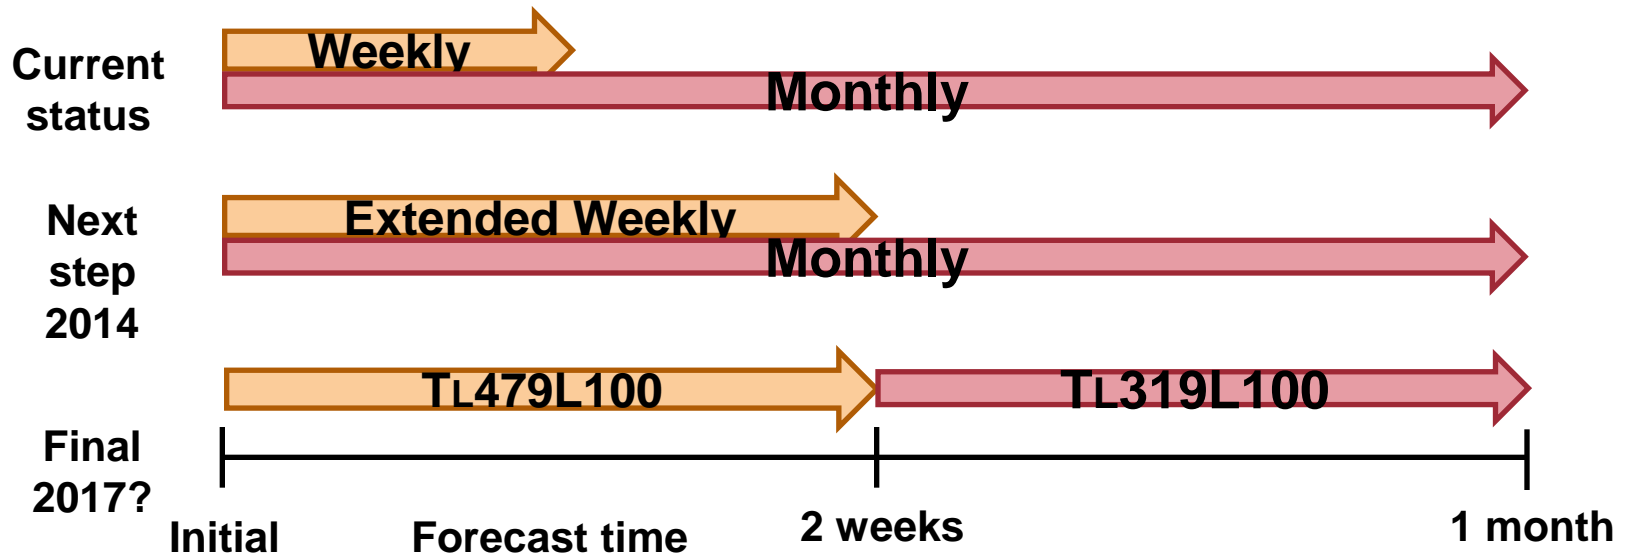 Current
status
Weekly
Monthly
Next
step
2014
Extended Weekly
Monthly
Final
2017?
TL479L100
TL319L100
Initial
Forecast time
2 weeks
1 month